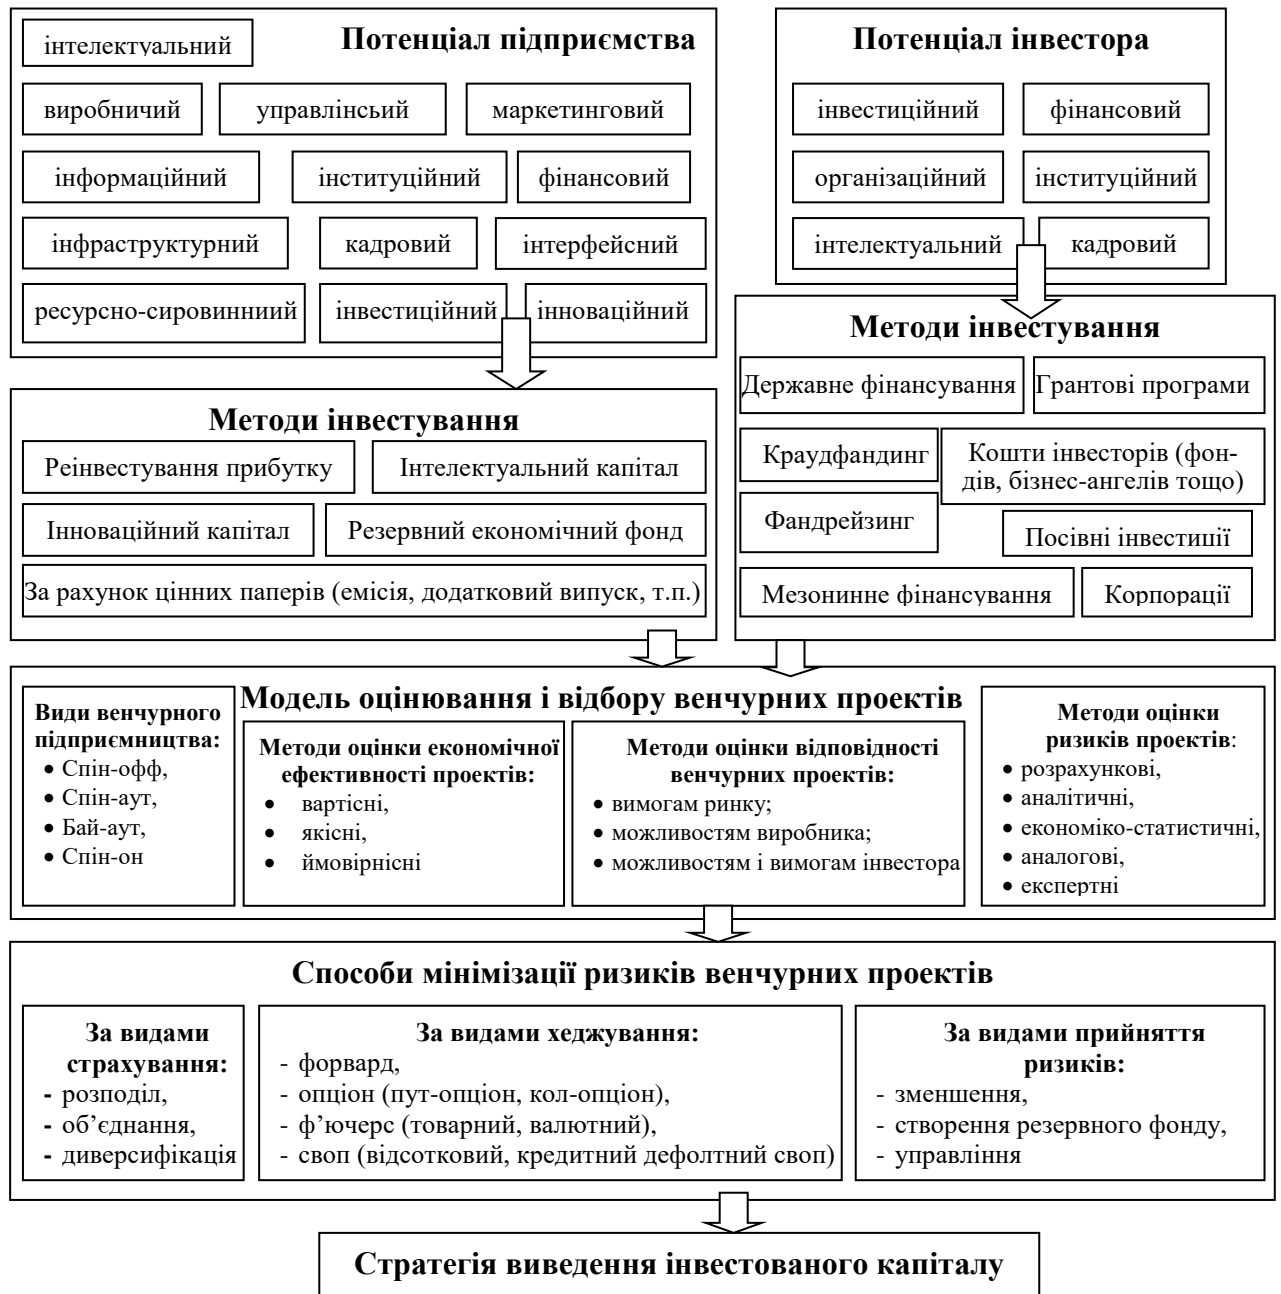 Потенціал підприємства
інтелектуальний
виробничий
управлінсьий
маркетинговий
інформаційний
інституційний
фінансовий
інфраструктурний
кадровий
інтерфейсний
ресурсно-сировинниий
інвестиційний
інноваційний
Потенціал інвестора
інвестиційний
фінансовий
організаційний
інституційний
інтелектуальний
кадровий
Методи інвестування
Реінвестування прибутку
Інтелектуальний капітал
Інноваційний капітал
Резервний економічний фонд
За рахунок цінних паперів (емісія, додатковий випуск, т.п.)
Методи інвестування
Державне фінансування
Грантові програми
Краудфандинг
Кошти інвесторів (фон-
дів, бізнес-ангелів тощо)
Фандрейзинг
Посівні інвестиції
Мезонинне фінансування
Корпорації
Модель оцінювання і відбору венчурних проектів
Види венчурного
підприємництва:
• Спін-офф,
• Спін-аут,
• Бай-аут,
• Спін-он
Методи оцінки економічної
ефективності проектів:
• вартісні,
• якісні,
• ймовірнісні
Методи оцінки відповідності
венчурних проектів:
• вимогам ринку;
• можливостям виробника;
• можливостям і вимогам інвестора
Методи оцінки
ризиків проектів:
• розрахункові,
• аналітичні,
• економіко-статистичні,
• аналогові,
• експертні
Способи мінімізації ризиків венчурних проектів
За видами
страхування:
- розподіл,
- об’єднання,
- диверсифікація
За видами хеджування:
- форвард,
- опціон (пут-опціон, кол-опціон),
- ф’ючерс (товарний, валютний),
- своп (відсотковий, кредитний дефолтний своп)
За видами прийняття
ризиків:
- зменшення,
- створення резервного фонду,
- управління
Стратегія виведення інвестованого капіталу